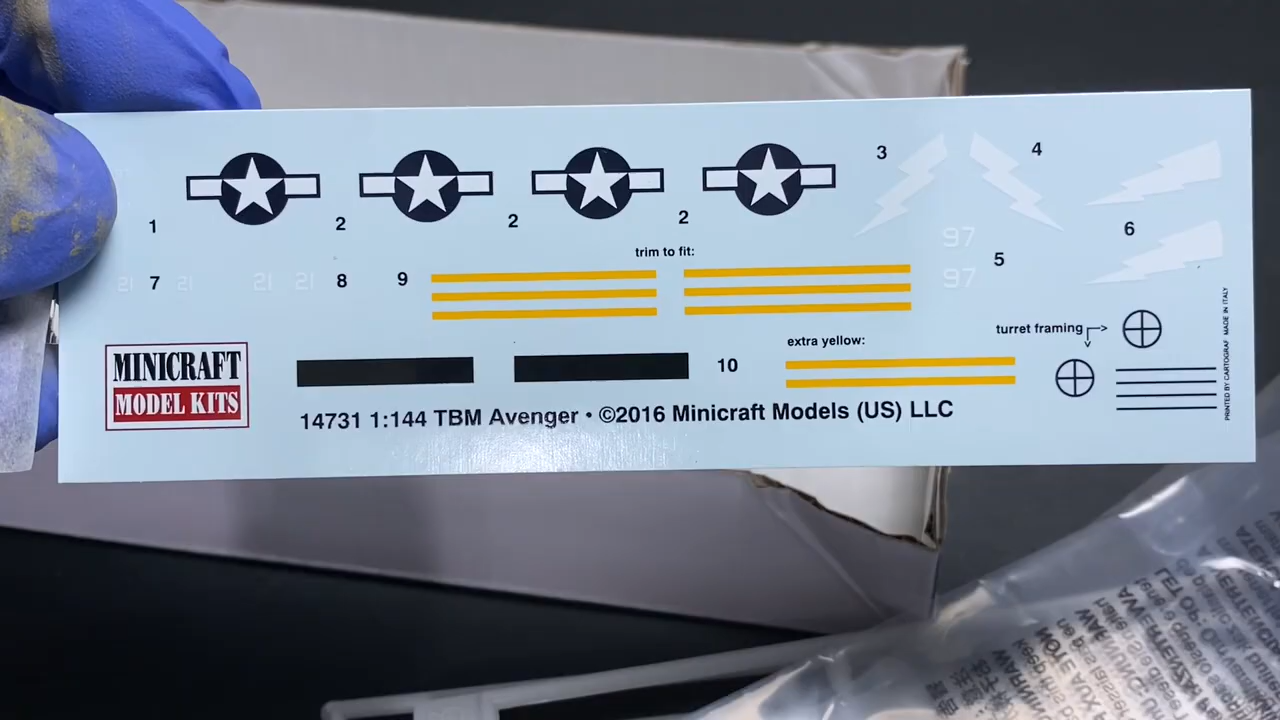 3
4
1
2
2
2
97
6
trim to fit:
5
97
21
7
21
21
21
8
9
turret framing
extra yellow:
MINICRAFT
MODEL KITS
10
14731 1:144 TBM Avenger • ©2016 Minicraft Models (US) LLC
PRINTED BY CARTOGRAF MADE IN ITALY